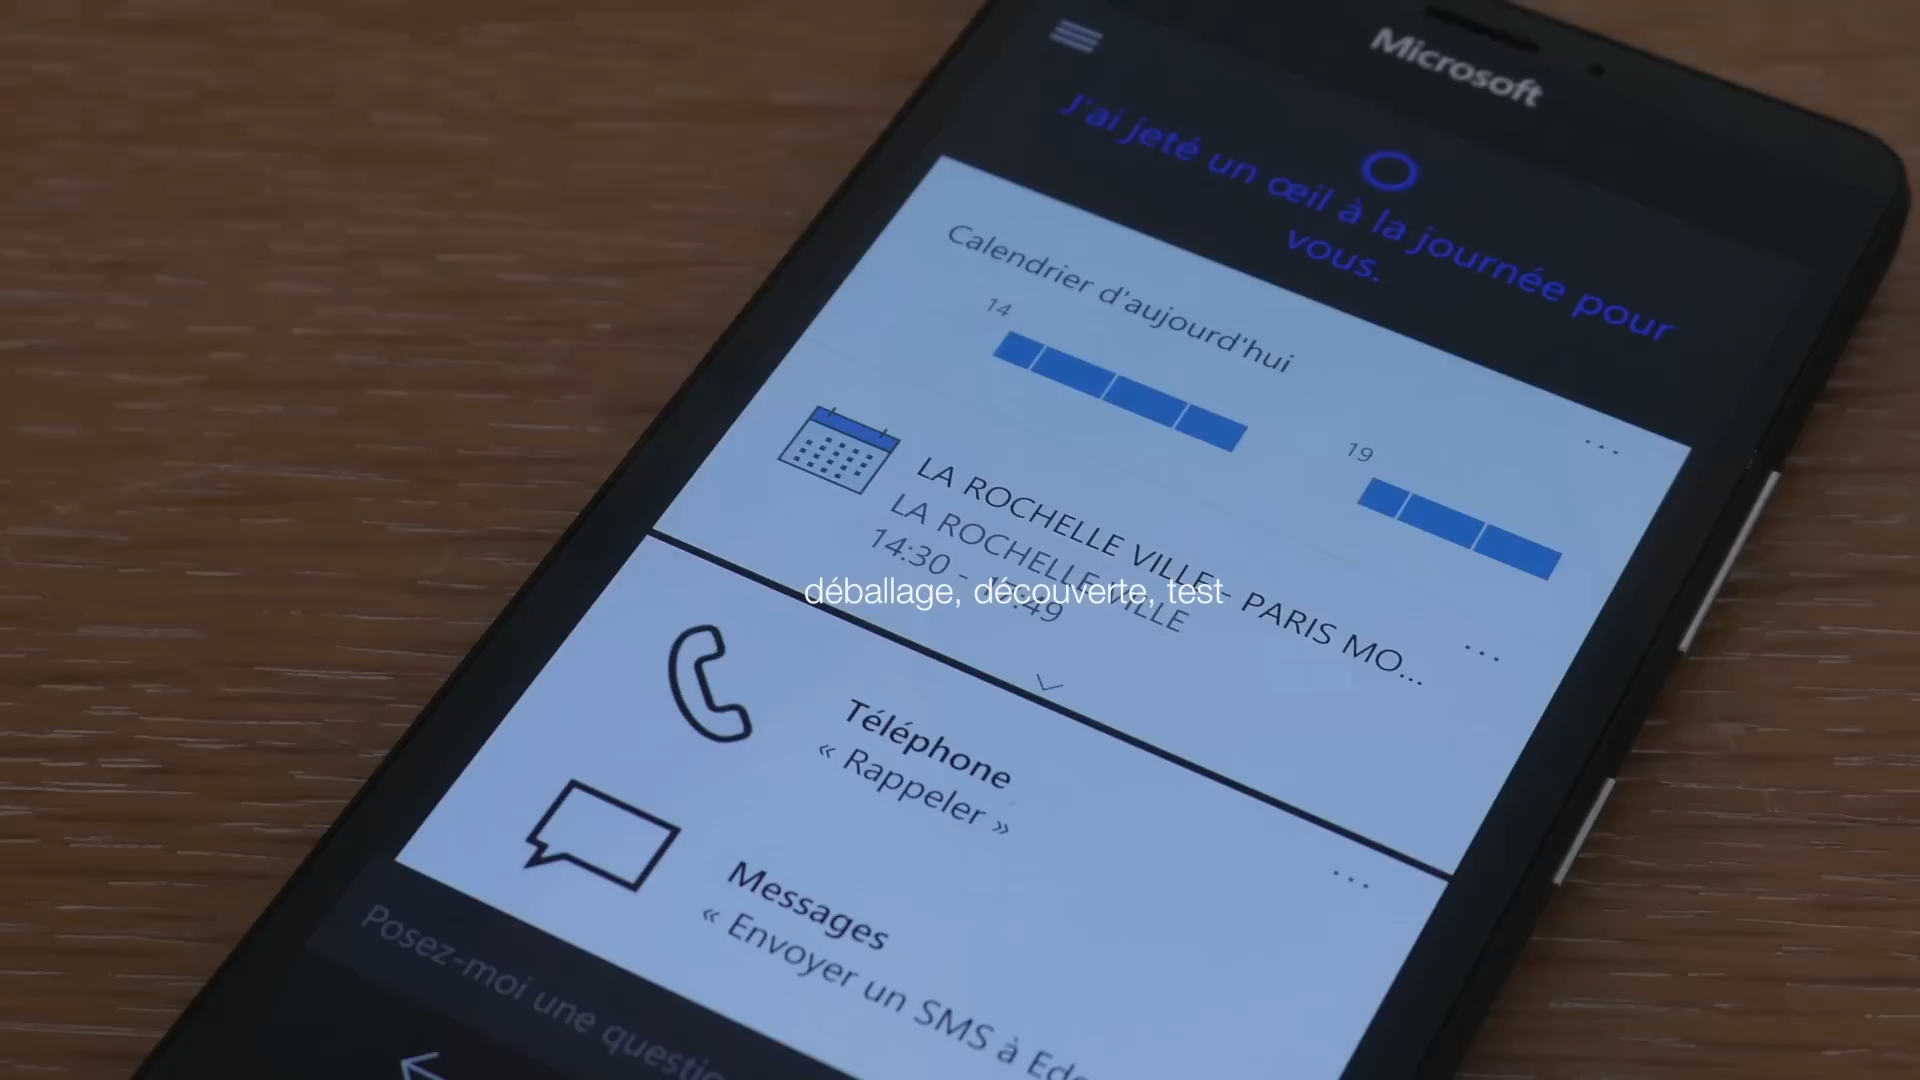 Microsoft
J'ai jeté un œil à la journée pour
vous.
Calendrier d'aujourd'hui
14
19
LA ROCHELLE VILLE - PARIS MO...
LA ROCHELLE VILLE
14:30 -
déballage, découverte, test
Téléphone
« Rappeler »
Messages
« Envoyer un SMS à
Posez-moi une